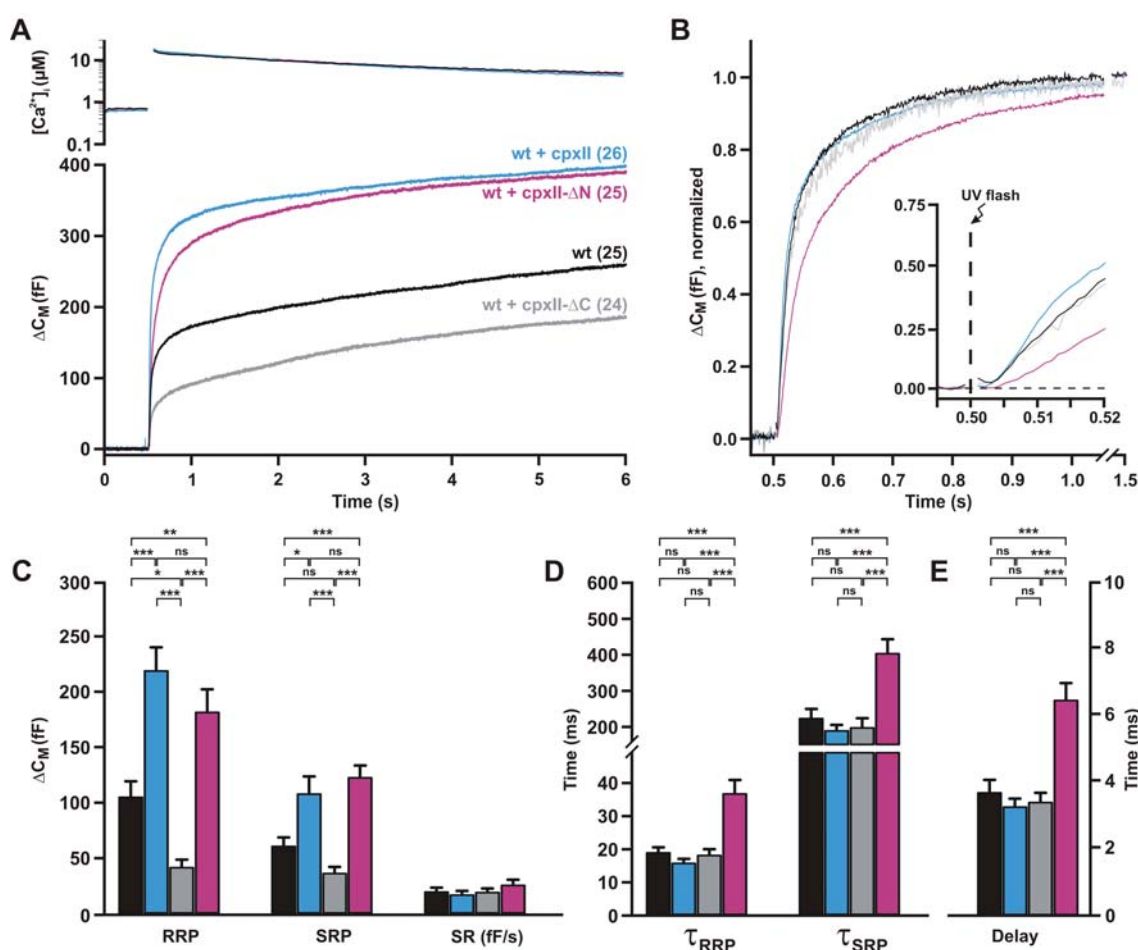 A
[Ca²⁺]ᵢ (µM)
10
1
0.1
ΔC_M (fF)
400
300
200
100
0
wt + cpxII (26)
wt + cpxII-ΔN (25)
wt (25)
wt + cpxII-ΔC (24)
0 1 2 3 4 5 6
Time (s)
B
ΔC_M (fF), normalized
1.0
0.8
0.6
0.4
0.2
0.0
UV flash
0.75
0.50
0.25
0.00
0.50 0.51 0.52
0.5 0.6 0.7 0.8 0.9 1.0 1.5
Time (s)
C
** ***
*** ns * ns
* *** ns ***
*** ***
ΔC_M (fF)
300
250
200
150
100
50
0
RRP SRP SR (fF/s)
D
*** ***
ns *** ns ***
ns *** ns ***
ns ns
Time (ms)
600
500
400
300
200
40
30
20
10
0
τRRP τSRP
E
***
ns ***
ns ***
ns
10
8
6
4
2
0
Time (ms)
Delay